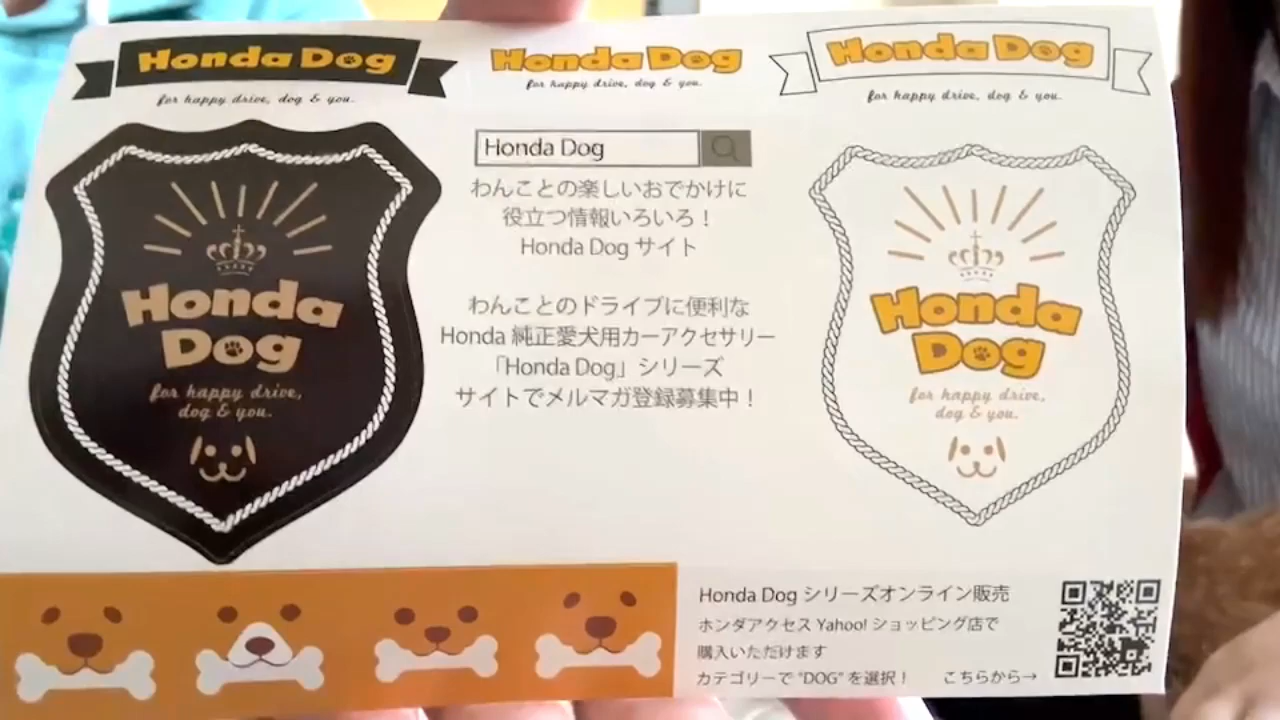 Honda Dog
for happy drive, dog & you.
Honda
Dog
for happy drive,
dog & you.
Honda Dog
for happy drive, dog & you.
Honda Dog
わんことの楽しいおでかけに
役立つ情報いろいろ！
Honda Dog サイト
わんことのドライブに便利な
Honda 純正愛犬用カーアクセサリー
「Honda Dog」シリーズ
サイトでメルマガ登録募集中！
Honda Dog
for happy drive, dog & you.
Honda
Dog
for happy drive,
dog & you.
Honda Dog シリーズオンライン販売
ホンダアクセス Yahoo! ショッピング店で
購入いただけます
カテゴリーで "DOG" を選択！ こちらから→